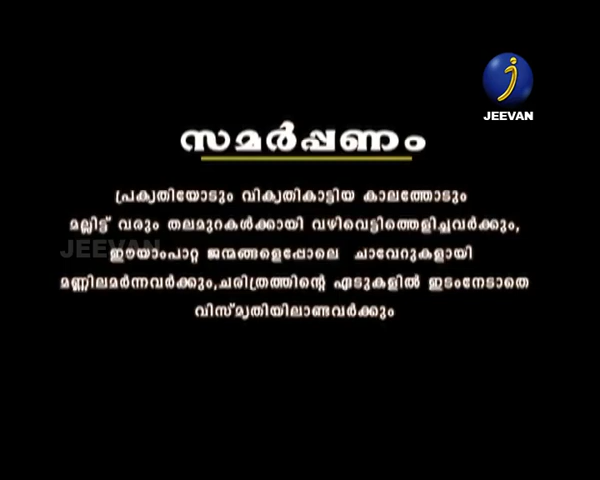 JEEVAN
സമർപ്പണം
പ്രകൃതിയോടും വികൃതികാട്ടിയ കാലത്തോടും
മല്ലിട്ട് വരും തലമുറകൾക്കായി വഴിവെട്ടിത്തെളിച്ചവർക്കും,
JEEVAN
ഈയാംപാറ്റ ജന്മങ്ങളെപ്പോലെ ചാവേറുകളായി
മണ്ണിലമർന്നവർക്കും,ചരിത്രത്തിന്റെ ഏടുകളിൽ ഇടംനേടാതെ
വിസ്മൃതിയിലാണ്ടവർക്കും